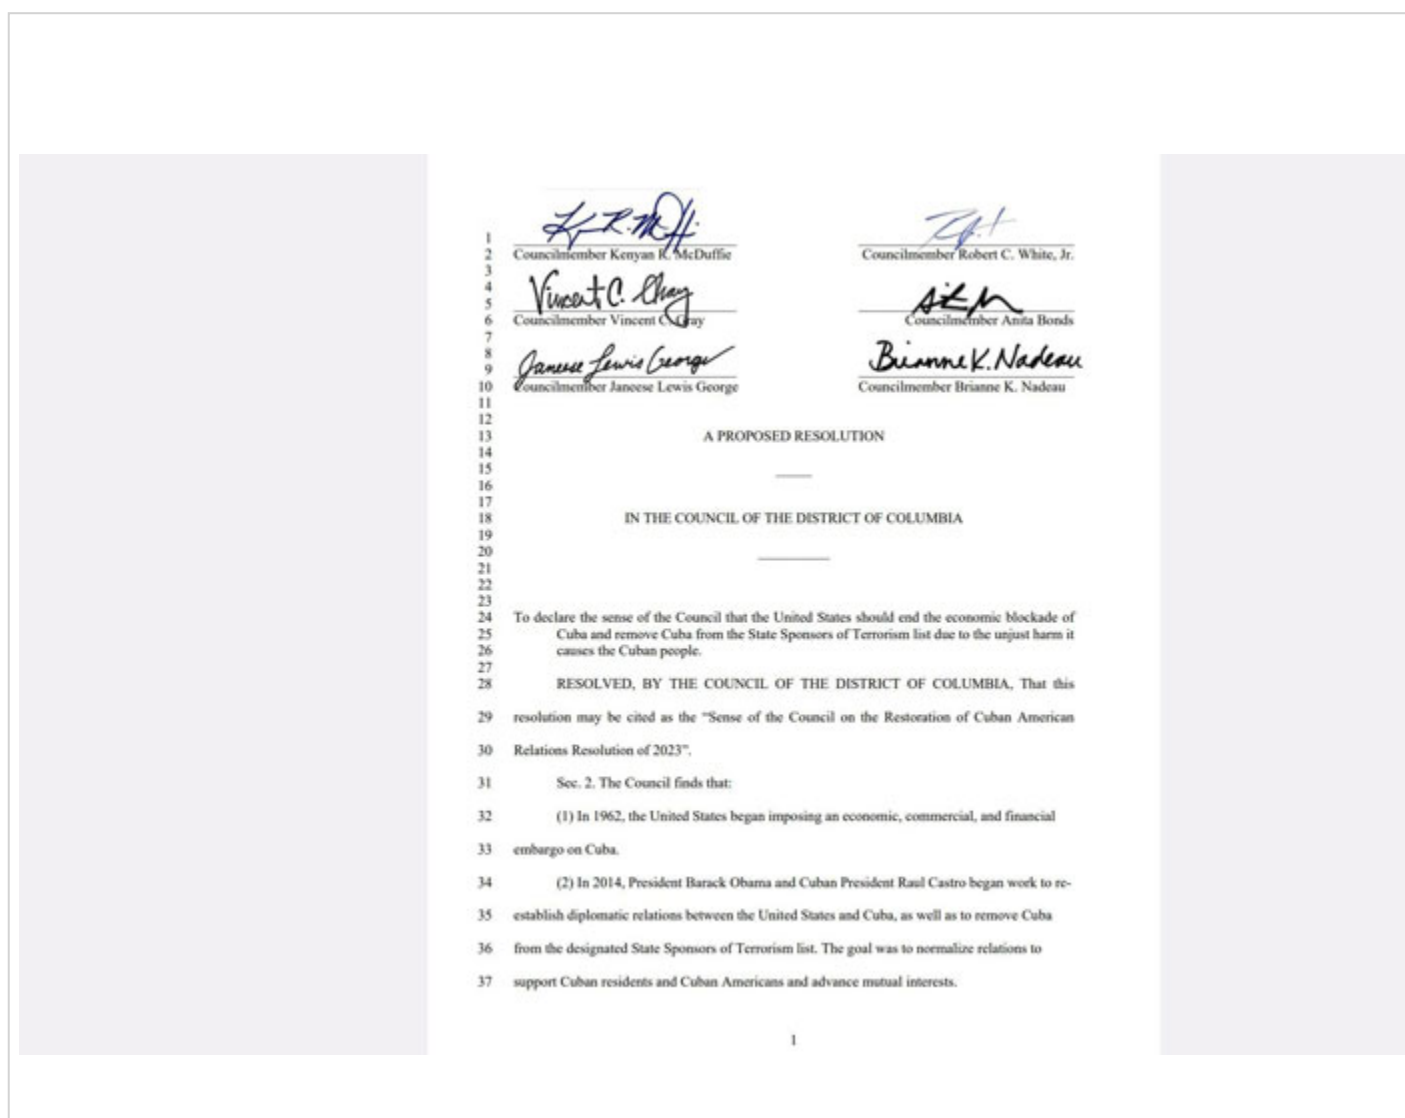 1
2 Councilmember Kenyan R. McDuffie Councilmember Robert C. White, Jr.
3
4
5 Vincent C. Gray
6 Councilmember Vincent C. Gray Councilmember Anita Bonds
7
8
9 Janeese Lewis George Brianne K. Nadeau
10 Councilmember Janeese Lewis George Councilmember Brianne K. Nadeau
11
12
13 A PROPOSED RESOLUTION
14
15
16
17
18 IN THE COUNCIL OF THE DISTRICT OF COLUMBIA
19
20
21
22
23
24 To declare the sense of the Council that the United States should end the economic blockade of
25 Cuba and remove Cuba from the State Sponsors of Terrorism list due to the unjust harm it
26 causes the Cuban people.
27
28 RESOLVED, BY THE COUNCIL OF THE DISTRICT OF COLUMBIA, That this
29 resolution may be cited as the “Sense of the Council on the Restoration of Cuban American
30 Relations Resolution of 2023”.
31 Sec. 2. The Council finds that:
32 (1) In 1962, the United States began imposing an economic, commercial, and financial
33 embargo on Cuba.
34 (2) In 2014, President Barack Obama and Cuban President Raul Castro began work to re-
35 establish diplomatic relations between the United States and Cuba, as well as to remove Cuba
36 from the designated State Sponsors of Terrorism list. The goal was to normalize relations to
37 support Cuban residents and Cuban Americans and advance mutual interests.
1